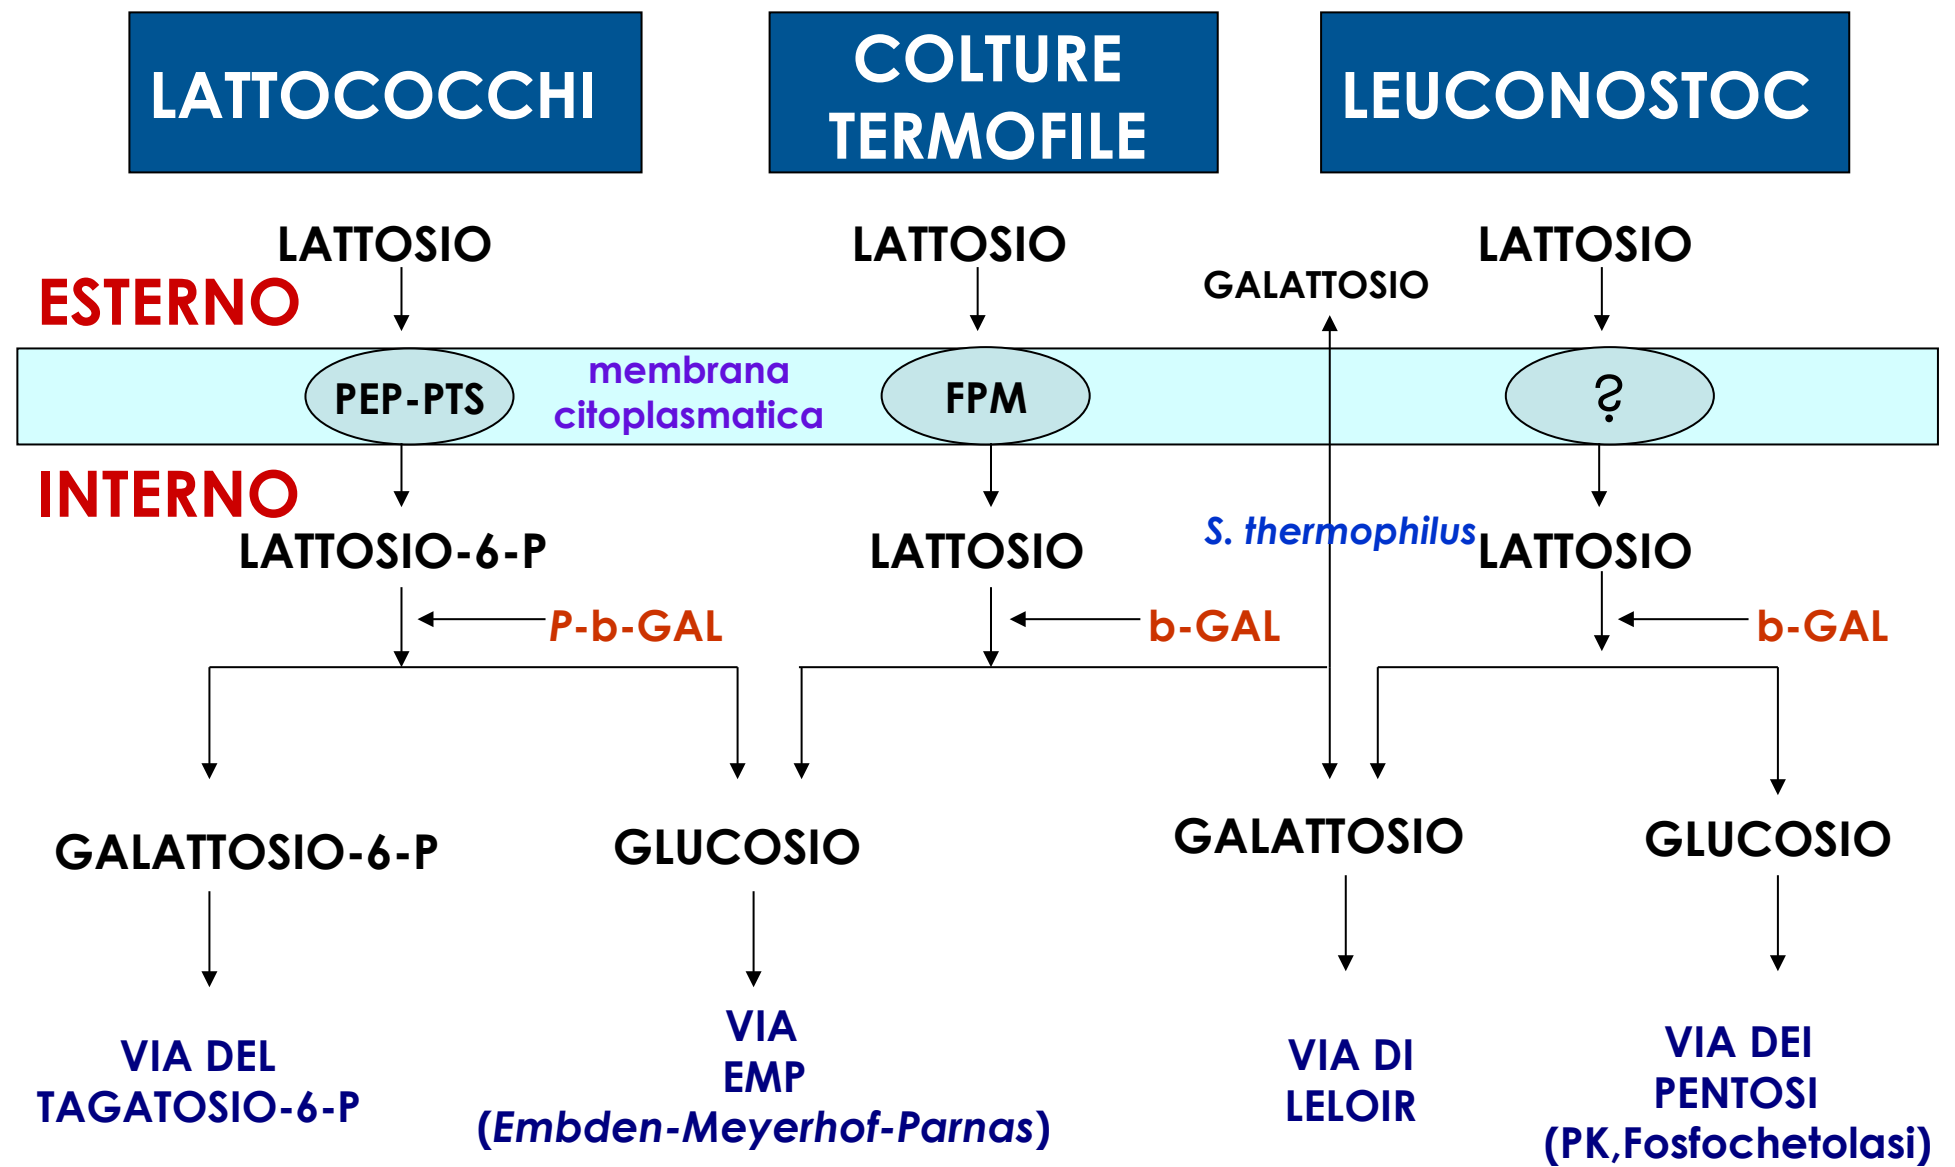 LATTOCOCCHI
COLTURE
TERMOFILE
LEUCONOSTOC
LATTOSIO
LATTOSIO
LATTOSIO
GALATTOSIO
ESTERNO
PEP-PTS
membrana
citoplasmatica
FPM
?
INTERNO
LATTOSIO-6-P
LATTOSIO
S. thermophilus
LATTOSIO
P-b-GAL
b-GAL
b-GAL
GALATTOSIO-6-P
GLUCOSIO
GALATTOSIO
GLUCOSIO
VIA DEL
TAGATOSIO-6-P
VIA
EMP
(Embden-Meyerhof-Parnas)
VIA DI
LELOIR
VIA DEI
PENTOSI
(PK,Fosfochetolasi)